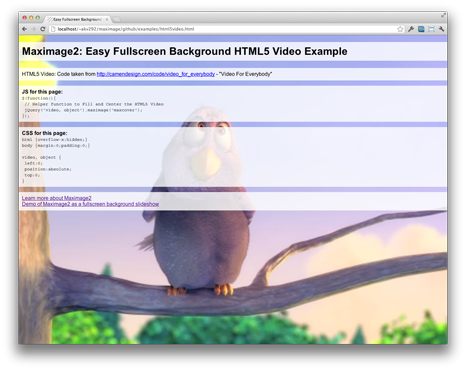 Easy Fullscreen Backgroun
localhost/~akv292/maximage/github/examples/html5video.html
Maximage2: Easy Fullscreen Background HTML5 Video Example
HTML5 Video: Code taken from http://camendesign.com/code/video_for_everybody - "Video For Everybody"
JS for this page:
$(function(){
// Helper function to Fill and Center the HTML5 Video
jQuery('video, object').maximage('maxcover');
});
CSS for this page:
html {overflow-x:hidden;}
body {margin:0;padding:0;}
video, object {
left:0;
position:absolute;
top:0;
}
Learn more about Maximage2
Demo of Maximage2 as a fullscreen background slideshow